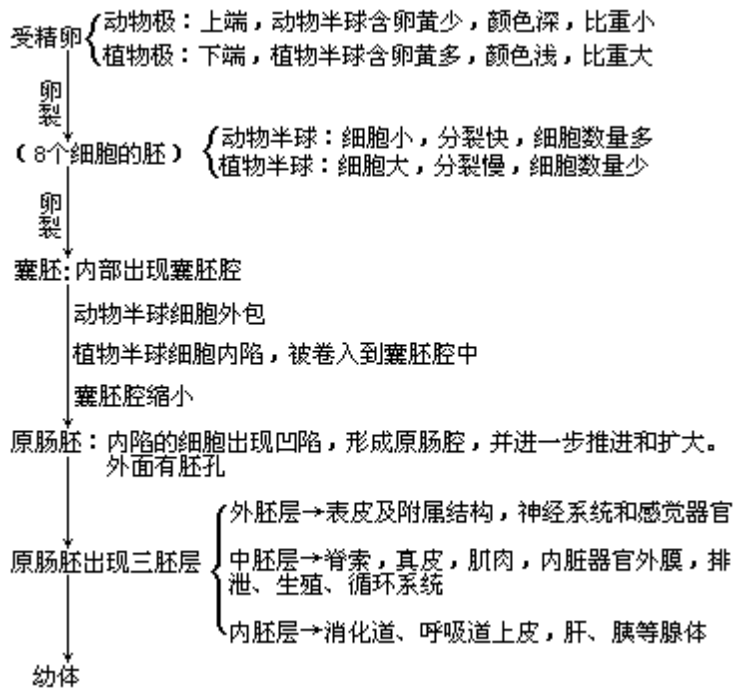 受精卵
动物极：上端，动物半球含卵黄少，颜色深，比重小
植物极：下端，植物半球含卵黄多，颜色浅，比重大
卵裂
（8个细胞的胚）
动物半球：细胞小，分裂快，细胞数量多
植物半球：细胞大，分裂慢，细胞数量少
卵裂
囊胚：内部出现囊胚腔
动物半球细胞外包
植物半球细胞内陷，被卷入到囊胚腔中
囊胚腔缩小
原肠胚：内陷的细胞出现凹陷，形成原肠腔，并进一步推进和扩大。
外面有胚孔
原肠胚出现三胚层
外胚层→表皮及附属结构，神经系统和感觉器官
中胚层→脊索，真皮，肌肉，内脏器官外膜，排
泄、生殖、循环系统
内胚层→消化道、呼吸道上皮，肝、胰等腺体
幼体